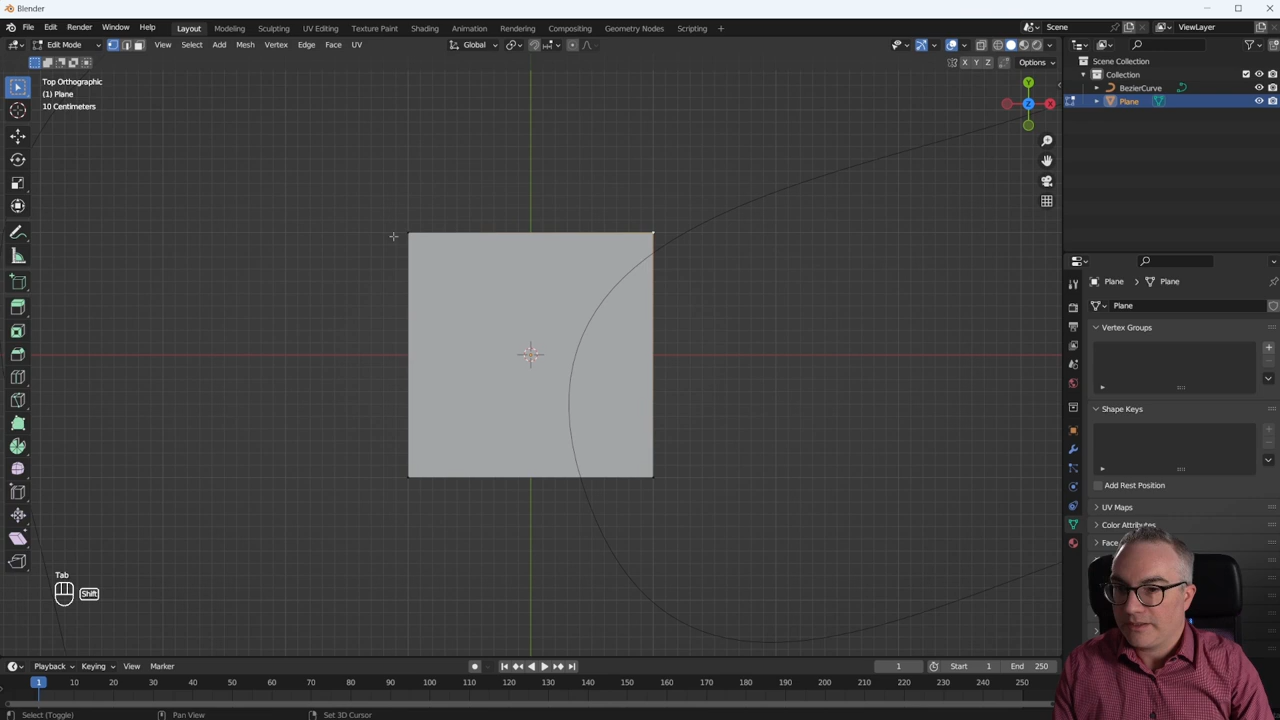 Blender
File Edit Render Window Help Layout Modeling Sculpting UV Editing Texture Paint Shading Animation Rendering Compositing Geometry Nodes Scripting + Scene ViewLayer
Edit Mode View Select Add Mesh Vertex Edge Face UV Global
X Y Z Options
Top Orthographic
(1) Plane
10 Centimeters
Y
Z X
Scene Collection
Collection
BezierCurve
Plane
Plane > Plane
Plane
Vertex Groups
Shape Keys
Add Rest Position
UV Maps
Color Attributes
Face
Tab
Shift
Playback Keying View Marker 1 Start 1 End 250
1 10 20 30 40 50 60 70 80 90 100 110 120 130 140 150 160 170 180 190 200 210 220 230 240 250
Select (Toggle) Pan View Set 3D Cursor